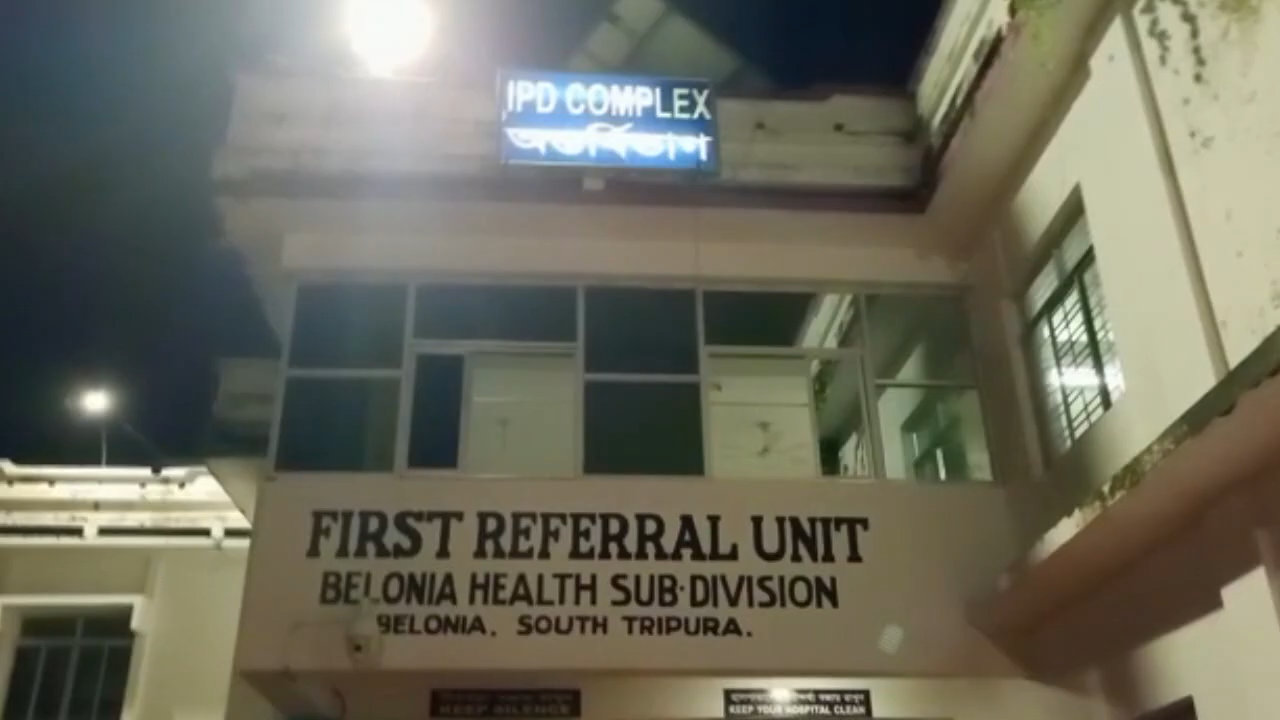 IPD COMPLEX
অন্তর্বিভাগ
FIRST REFERRAL UNIT
BELONIA HEALTH SUB-DIVISION
BELONIA, SOUTH TRIPURA.
KEEP SILENCE
KEEP YOUR HOSPITAL CLEAN